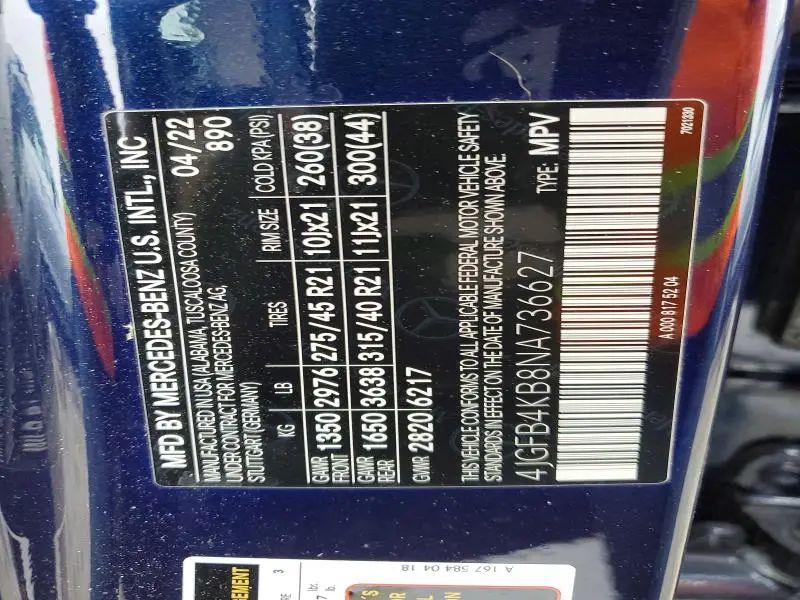 MFD BY MERCEDES-BENZ U.S. INTL., INC
MANUFACTURED IN USA (ALABAMA, TUSCALOOSA COUNTY) 04/22
UNDER CONTRACT FOR MERCEDES-BENZ AG, 890
STUTTGART (GERMANY)
KG LB TIRES RIM SIZE COLD KPA (PSI)
GAWR FRONT 1350 2976 275/45 R21 10Jx21 260(38)
GAWR REAR 1650 3638 315/40 R21 11Jx21 300(44)
GVWR 2820 6217
THIS VEHICLE CONFORMS TO ALL APPLICABLE FEDERAL MOTOR VEHICLE SAFETY
STANDARDS IN EFFECT ON THE DATE OF MANUFACTURE SHOWN ABOVE.
4JGFB4KB8NA736627 TYPE: MPV
A 000 817 52 04
7021330
A 167 584 04 18
3
lb.